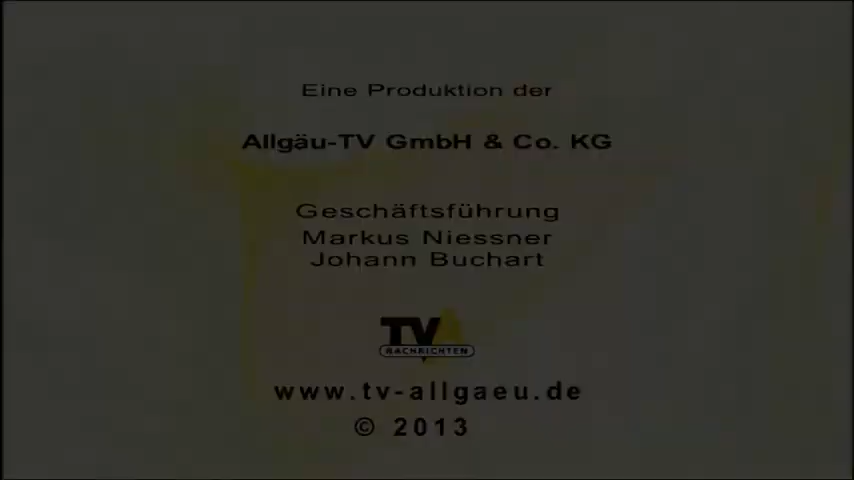 Eine Produktion der
Allgäu-TV GmbH & Co. KG
Geschäftsführung
Markus Niessner
Johann Buchart
TVA
NACHRICHTEN
www.tv-allgaeu.de
© 2013